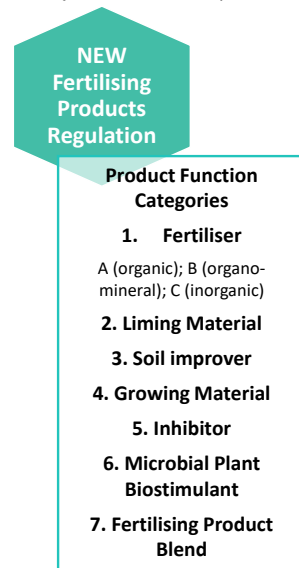 NEW
Fertilising
Products
Regulation
Product Function
Categories
1. Fertiliser
A (organic); B (organo-
mineral); C (inorganic)
2. Liming Material
3. Soil improver
4. Growing Material
5. Inhibitor
6. Microbial Plant
Biostimulant
7. Fertilising Product
Blend